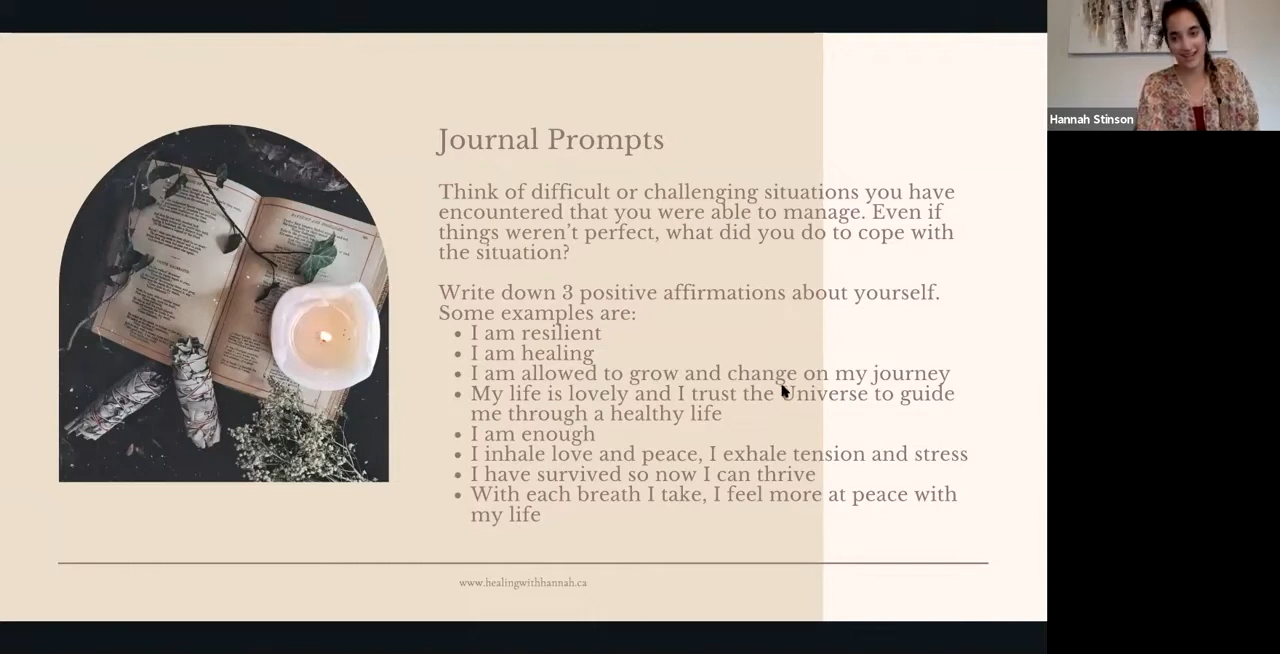 Journal Prompts
Think of difficult or challenging situations you have
encountered that you were able to manage. Even if
things weren't perfect, what did you do to cope with
the situation?
Write down 3 positive affirmations about yourself.
Some examples are:
• I am resilient
• I am healing
• I am allowed to grow and change on my journey
• My life is lovely and I trust the Universe to guide
me through a healthy life
• I am enough
• I inhale love and peace, I exhale tension and stress
• I have survived so now I can thrive
• With each breath I take, I feel more at peace with
my life
www.healingwithhannah.ca
Hannah Stinson